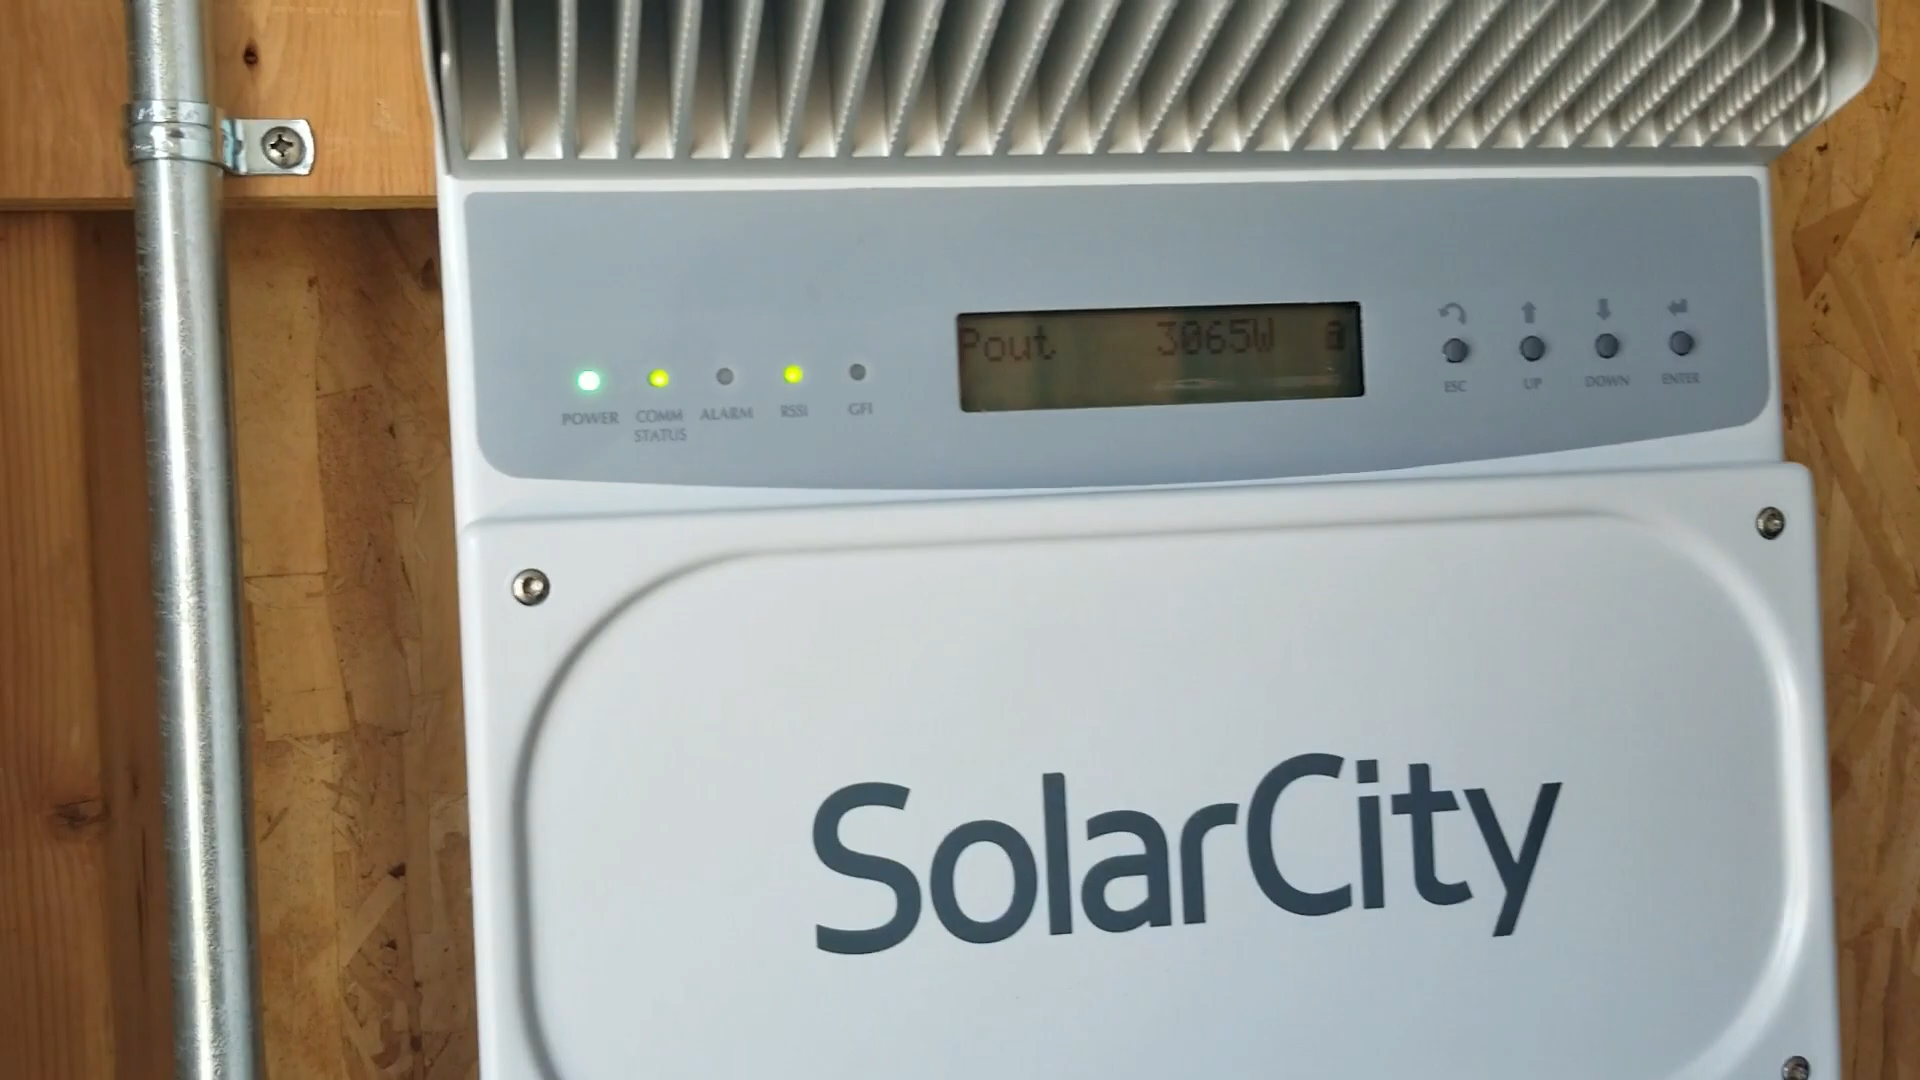 Pout 3065W a
POWER
COMM STATUS
ALARM
RSSI
GFI
ESC
UP
DOWN
ENTER
SolarCity